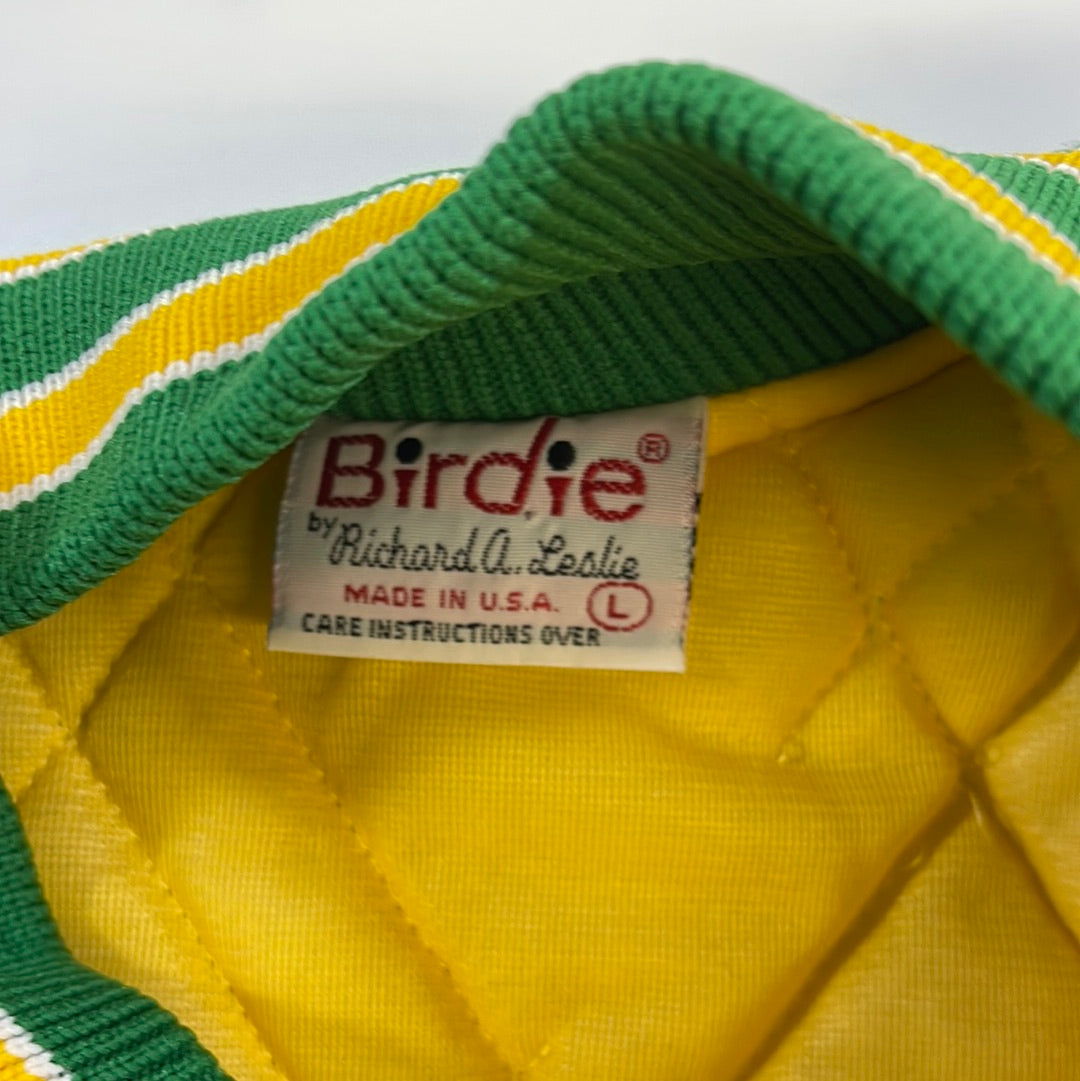 Birdie®
by Richard A. Leslie
MADE IN U.S.A. L
CARE INSTRUCTIONS OVER